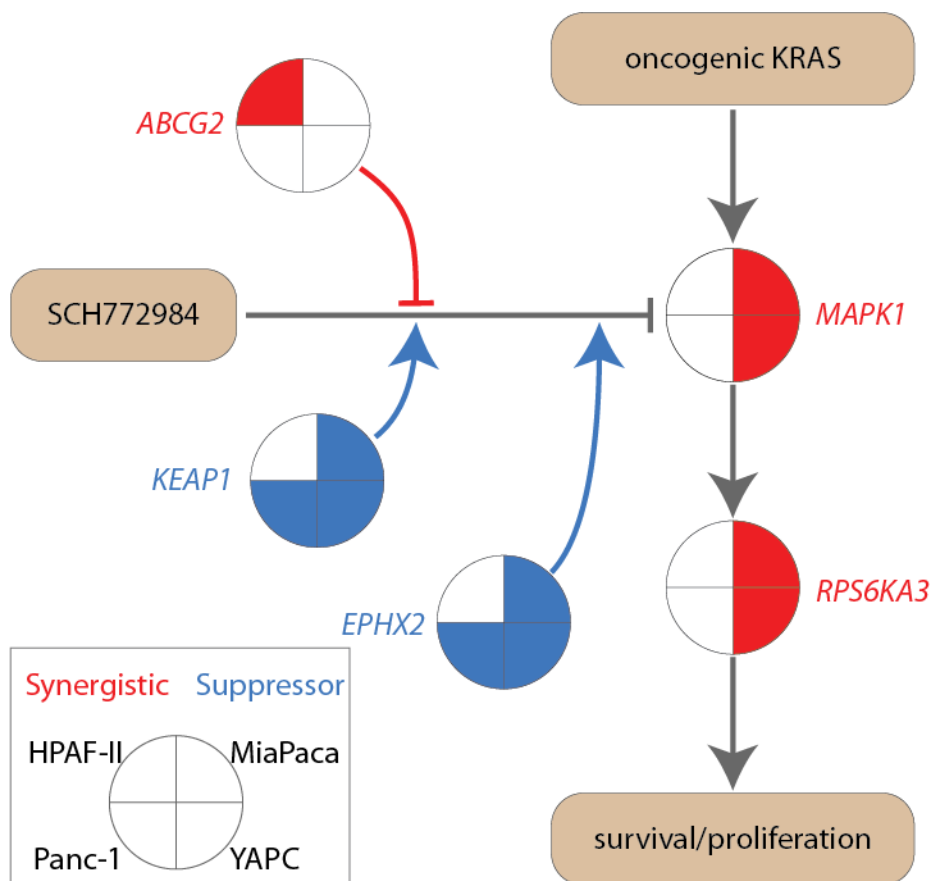 oncogenic KRAS
ABCG2
SCH772984
MAPK1
KEAP1
RPS6KA3
EPHX2
Synergistic Suppressor
HPAF-II MiaPaca
Panc-1 YAPC
survival/proliferation